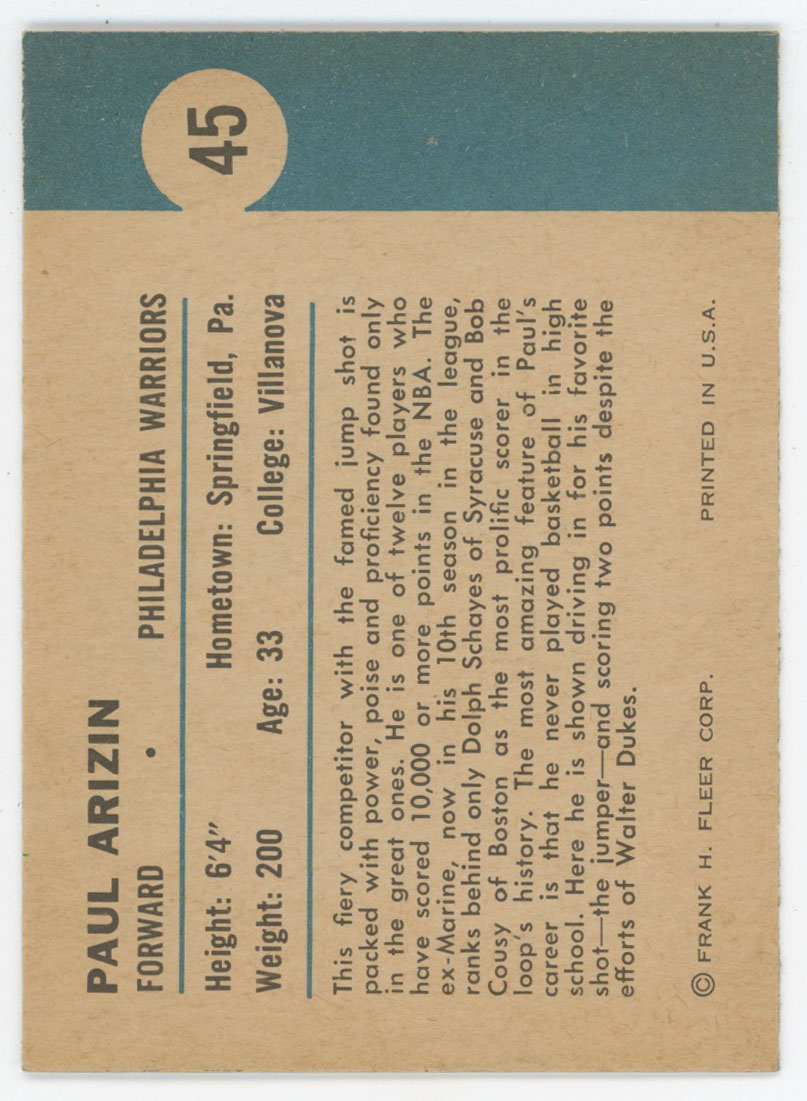 PAUL ARIZIN
FORWARD • PHILADELPHIA WARRIORS
Height: 6'4" Hometown: Springfield, Pa.
Weight: 200 Age: 33 College: Villanova
This fiery competitor with the famed jump shot is
packed with power, poise and proficiency found only
in the great ones. He is one of twelve players who
have scored 10,000 or more points in the NBA. The
ex-Marine, now in his 10th season in the league,
ranks behind only Dolph Schayes of Syracuse and Bob
Cousy of Boston as the most prolific scorer in the
loop's history. The most amazing feature of Paul's
career is that he never played basketball in high
school. Here he is shown driving in for his favorite
shot—the jumper—and scoring two points despite the
efforts of Walter Dukes.
© FRANK H. FLEER CORP. PRINTED IN U.S.A.
45